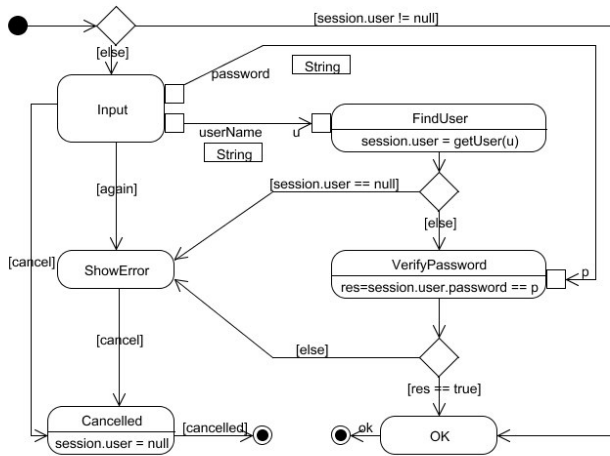 [session.user != null]
[else]
password
String
Input
userName
u
String
FindUser
session.user = getUser(u)
[again]
[session.user == null]
[else]
[cancel]
ShowError
VerifyPassword
res=session.user.password == p
p
[cancel]
[else]
[res == true]
Cancelled
session.user = null
[cancelled]
ok
OK